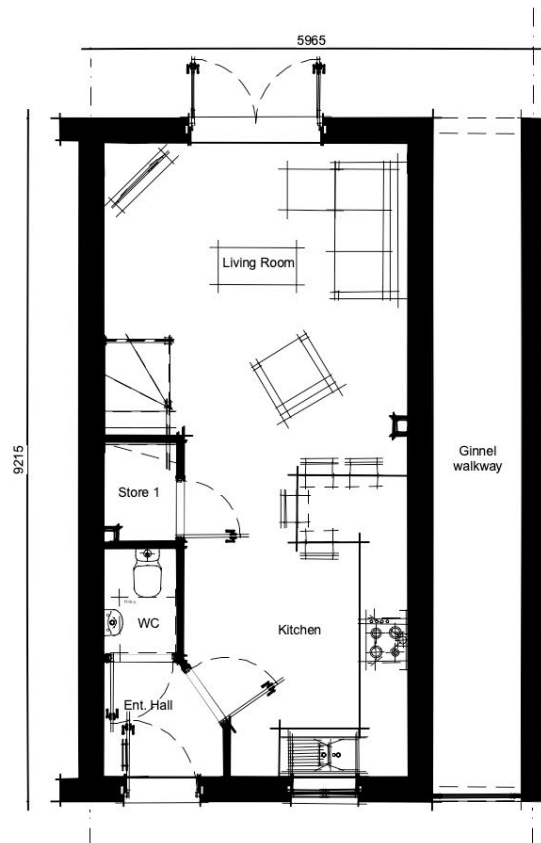 5965
9215
Living Room
Ginnel
walkway
Store 1
WC
Kitchen
Ent. Hall